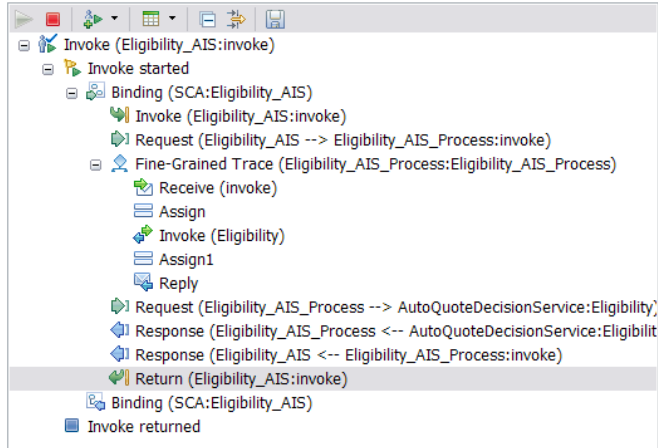 Invoke (Eligibility_AIS:invoke)
Invoke started
Binding (SCA:Eligibility_AIS)
Invoke (Eligibility_AIS:invoke)
Request (Eligibility_AIS --> Eligibility_AIS_Process:invoke)
Fine-Grained Trace (Eligibility_AIS_Process:Eligibility_AIS_Process)
Receive (invoke)
Assign
Invoke (Eligibility)
Assign1
Reply
Request (Eligibility_AIS_Process --> AutoQuoteDecisionService:Eligibility)
Response (Eligibility_AIS_Process <-- AutoQuoteDecisionService:Eligibilit
Response (Eligibility_AIS <-- Eligibility_AIS_Process:invoke)
Return (Eligibility_AIS:invoke)
Binding (SCA:Eligibility_AIS)
Invoke returned